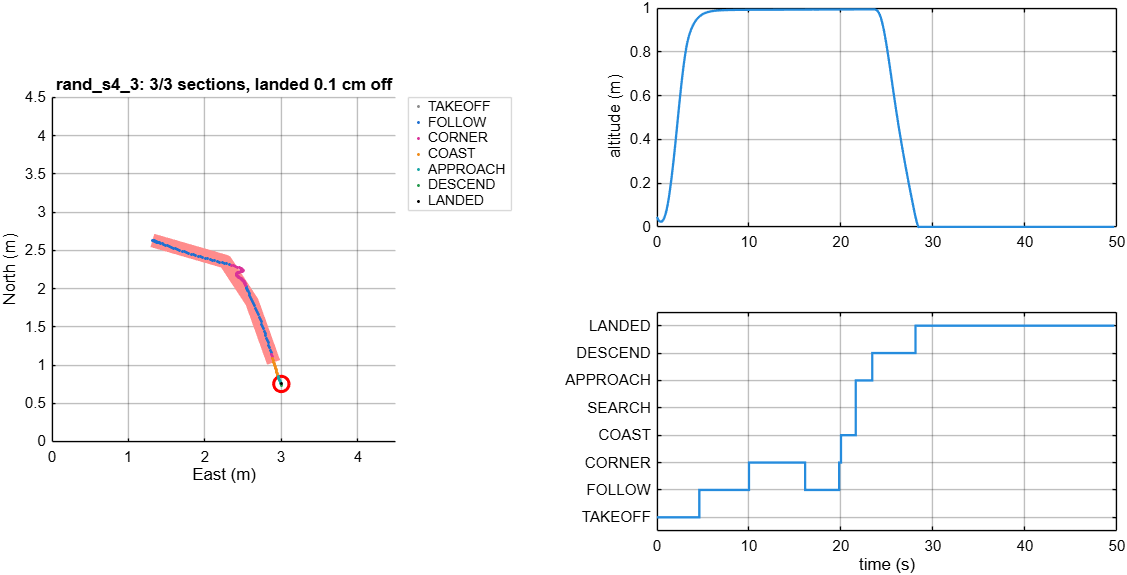 rand_s4_3: 3/3 sections, landed 0.1 cm off
4.5
4
3.5
3
2.5
2
1.5
1
0.5
0
North (m)
0 1 2 3 4
East (m)
TAKEOFF
FOLLOW
CORNER
COAST
APPROACH
DESCEND
LANDED
1
0.8
0.6
0.4
0.2
0
altitude (m)
0 10 20 30 40 50
LANDED
DESCEND
APPROACH
SEARCH
COAST
CORNER
FOLLOW
TAKEOFF
0 10 20 30 40 50
time (s)